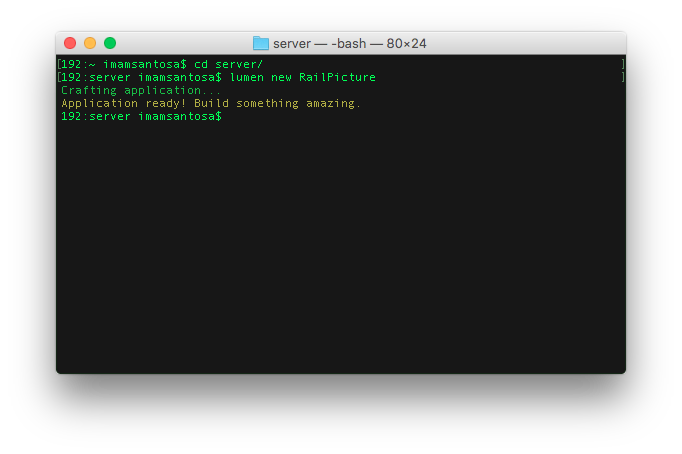 server — -bash — 80×24
[192:~ imamsantosa$ cd server/ ]
[192:server imamsantosa$ lumen new RailPicture ]
Crafting application...
Application ready! Build something amazing.
192:server imamsantosa$